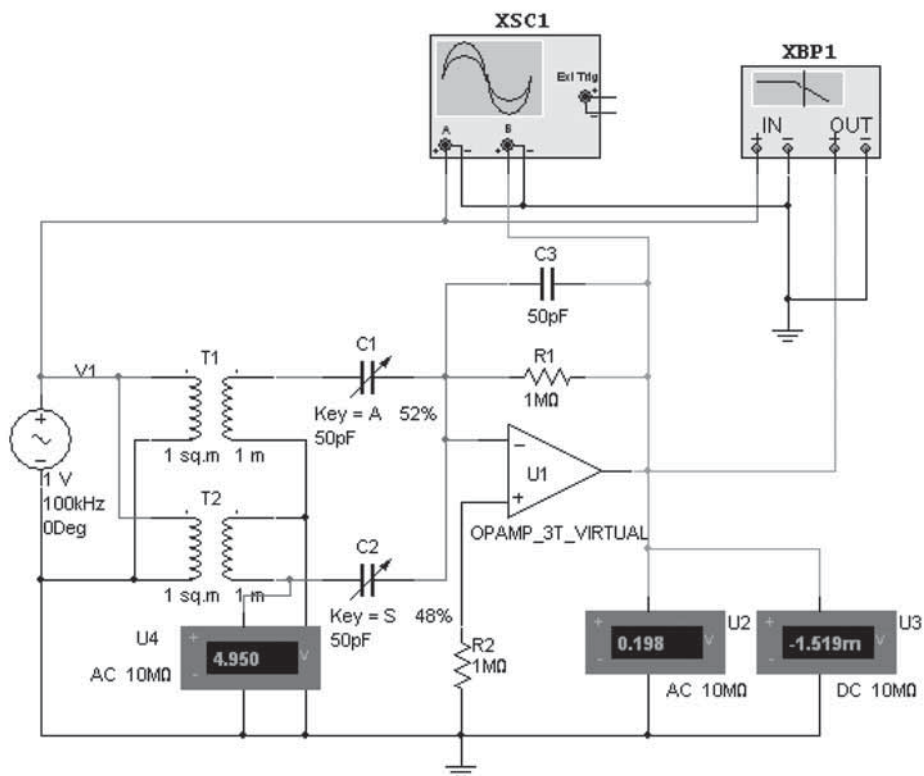 XSC1
Ext Trig
A
B
XBP1
IN
OUT
C3
50pF
R1
1MΩ
T1
C1
V1
Key = A 52%
50pF
1 sq.m
1 m
1 V
100kHz
0Deg
T2
U1
OPAMP_3T_VIRTUAL
C2
1 sq.m
1 m
Key = S 48%
50pF
U4
4.950
V
AC 10MΩ
R2
1MΩ
U2
0.198
V
AC 10MΩ
U3
-1.519m
V
DC 10MΩ